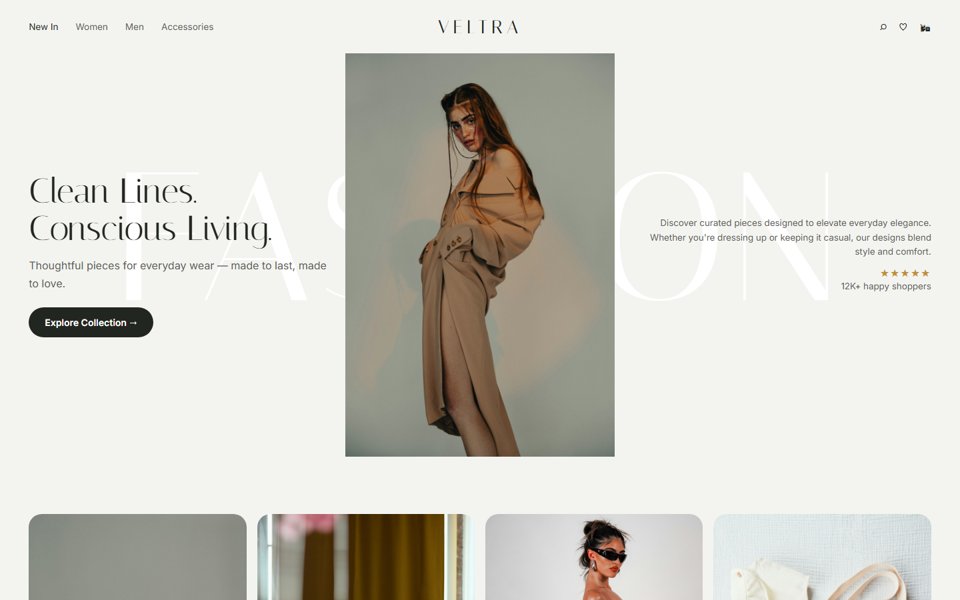 New In Women Men Accessories
VELTRA
FASHION
Clean Lines.
Conscious Living.
Thoughtful pieces for everyday wear — made to last, made
to love.
Explore Collection →
Discover curated pieces designed to elevate everyday elegance.
Whether you're dressing up or keeping it casual, our designs blend
style and comfort.
★★★★★
12K+ happy shoppers